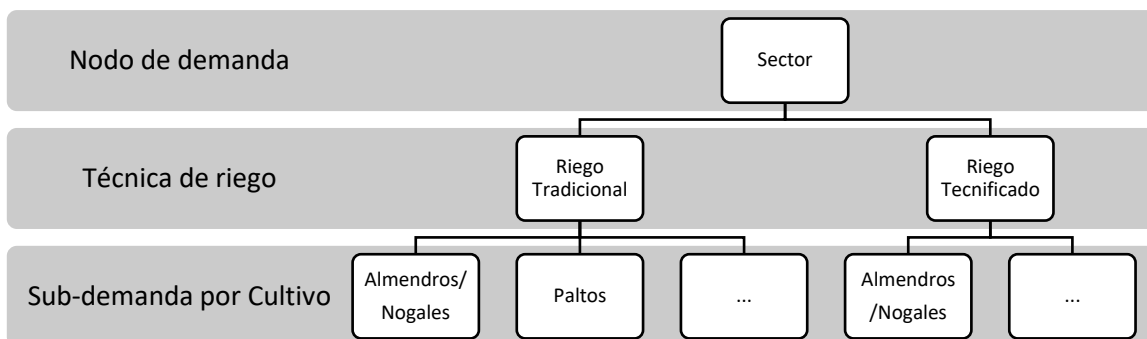 Nodo de demanda
Sector
Técnica de riego
Riego
Tradicional
Riego
Tecnificado
Sub-demanda por Cultivo
Almendros/
Nogales
Paltos
...
Almendros
/Nogales
...